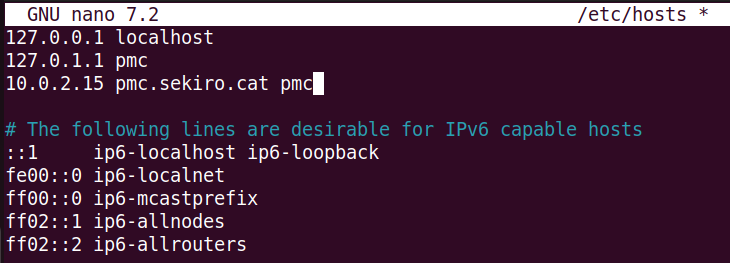 GNU nano 7.2 /etc/hosts *
127.0.0.1 localhost
127.0.1.1 pmc
10.0.2.15 pmc.sekiro.cat pmc
# The following lines are desirable for IPv6 capable hosts
::1     ip6-localhost ip6-loopback
fe00::0 ip6-localnet
ff00::0 ip6-mcastprefix
ff02::1 ip6-allnodes
ff02::2 ip6-allrouters